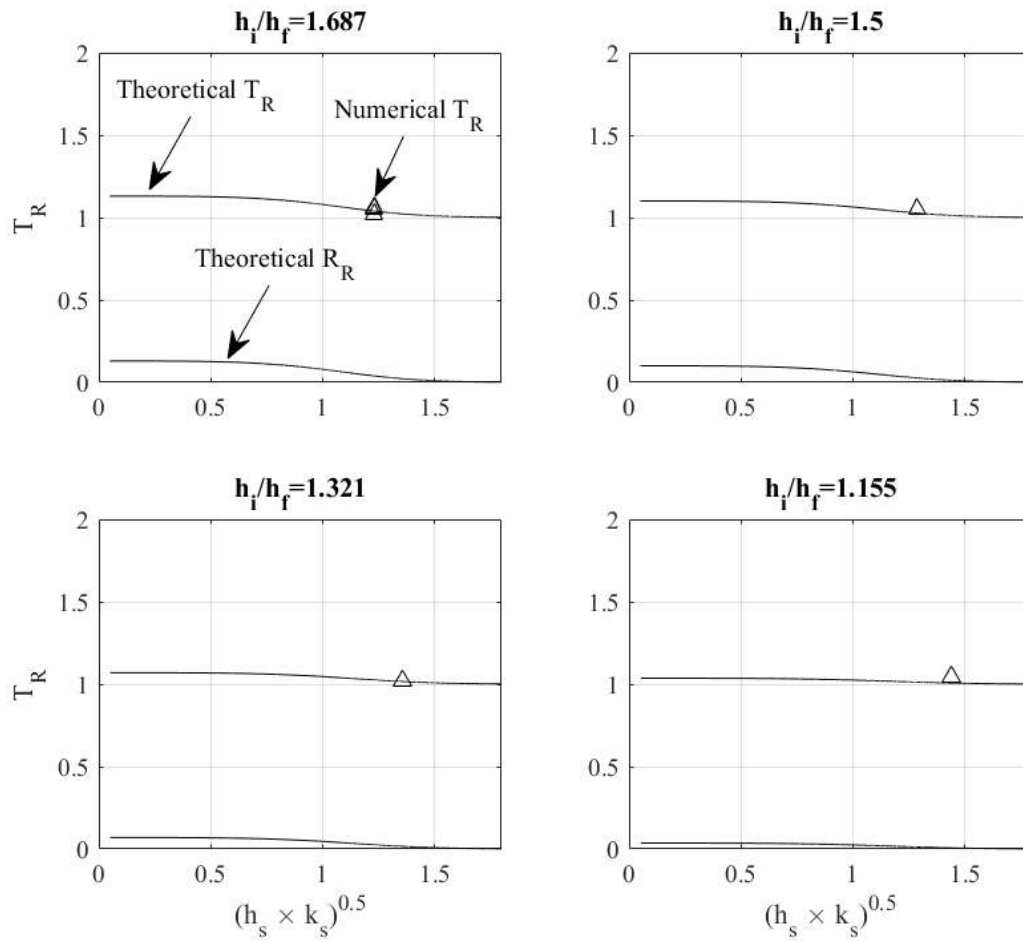 h_i/h_f=1.687
h_i/h_f=1.5
2
1.5
1
0.5
0
T_R
Theoretical T_R
Numerical T_R
Theoretical R_R
0 0.5 1 1.5
2
1.5
1
0.5
0
0 0.5 1 1.5
h_i/h_f=1.321
h_i/h_f=1.155
2
1.5
1
0.5
0
T_R
0 0.5 1 1.5
(h_s × k_s)^0.5
2
1.5
1
0.5
0
0 0.5 1 1.5
(h_s × k_s)^0.5